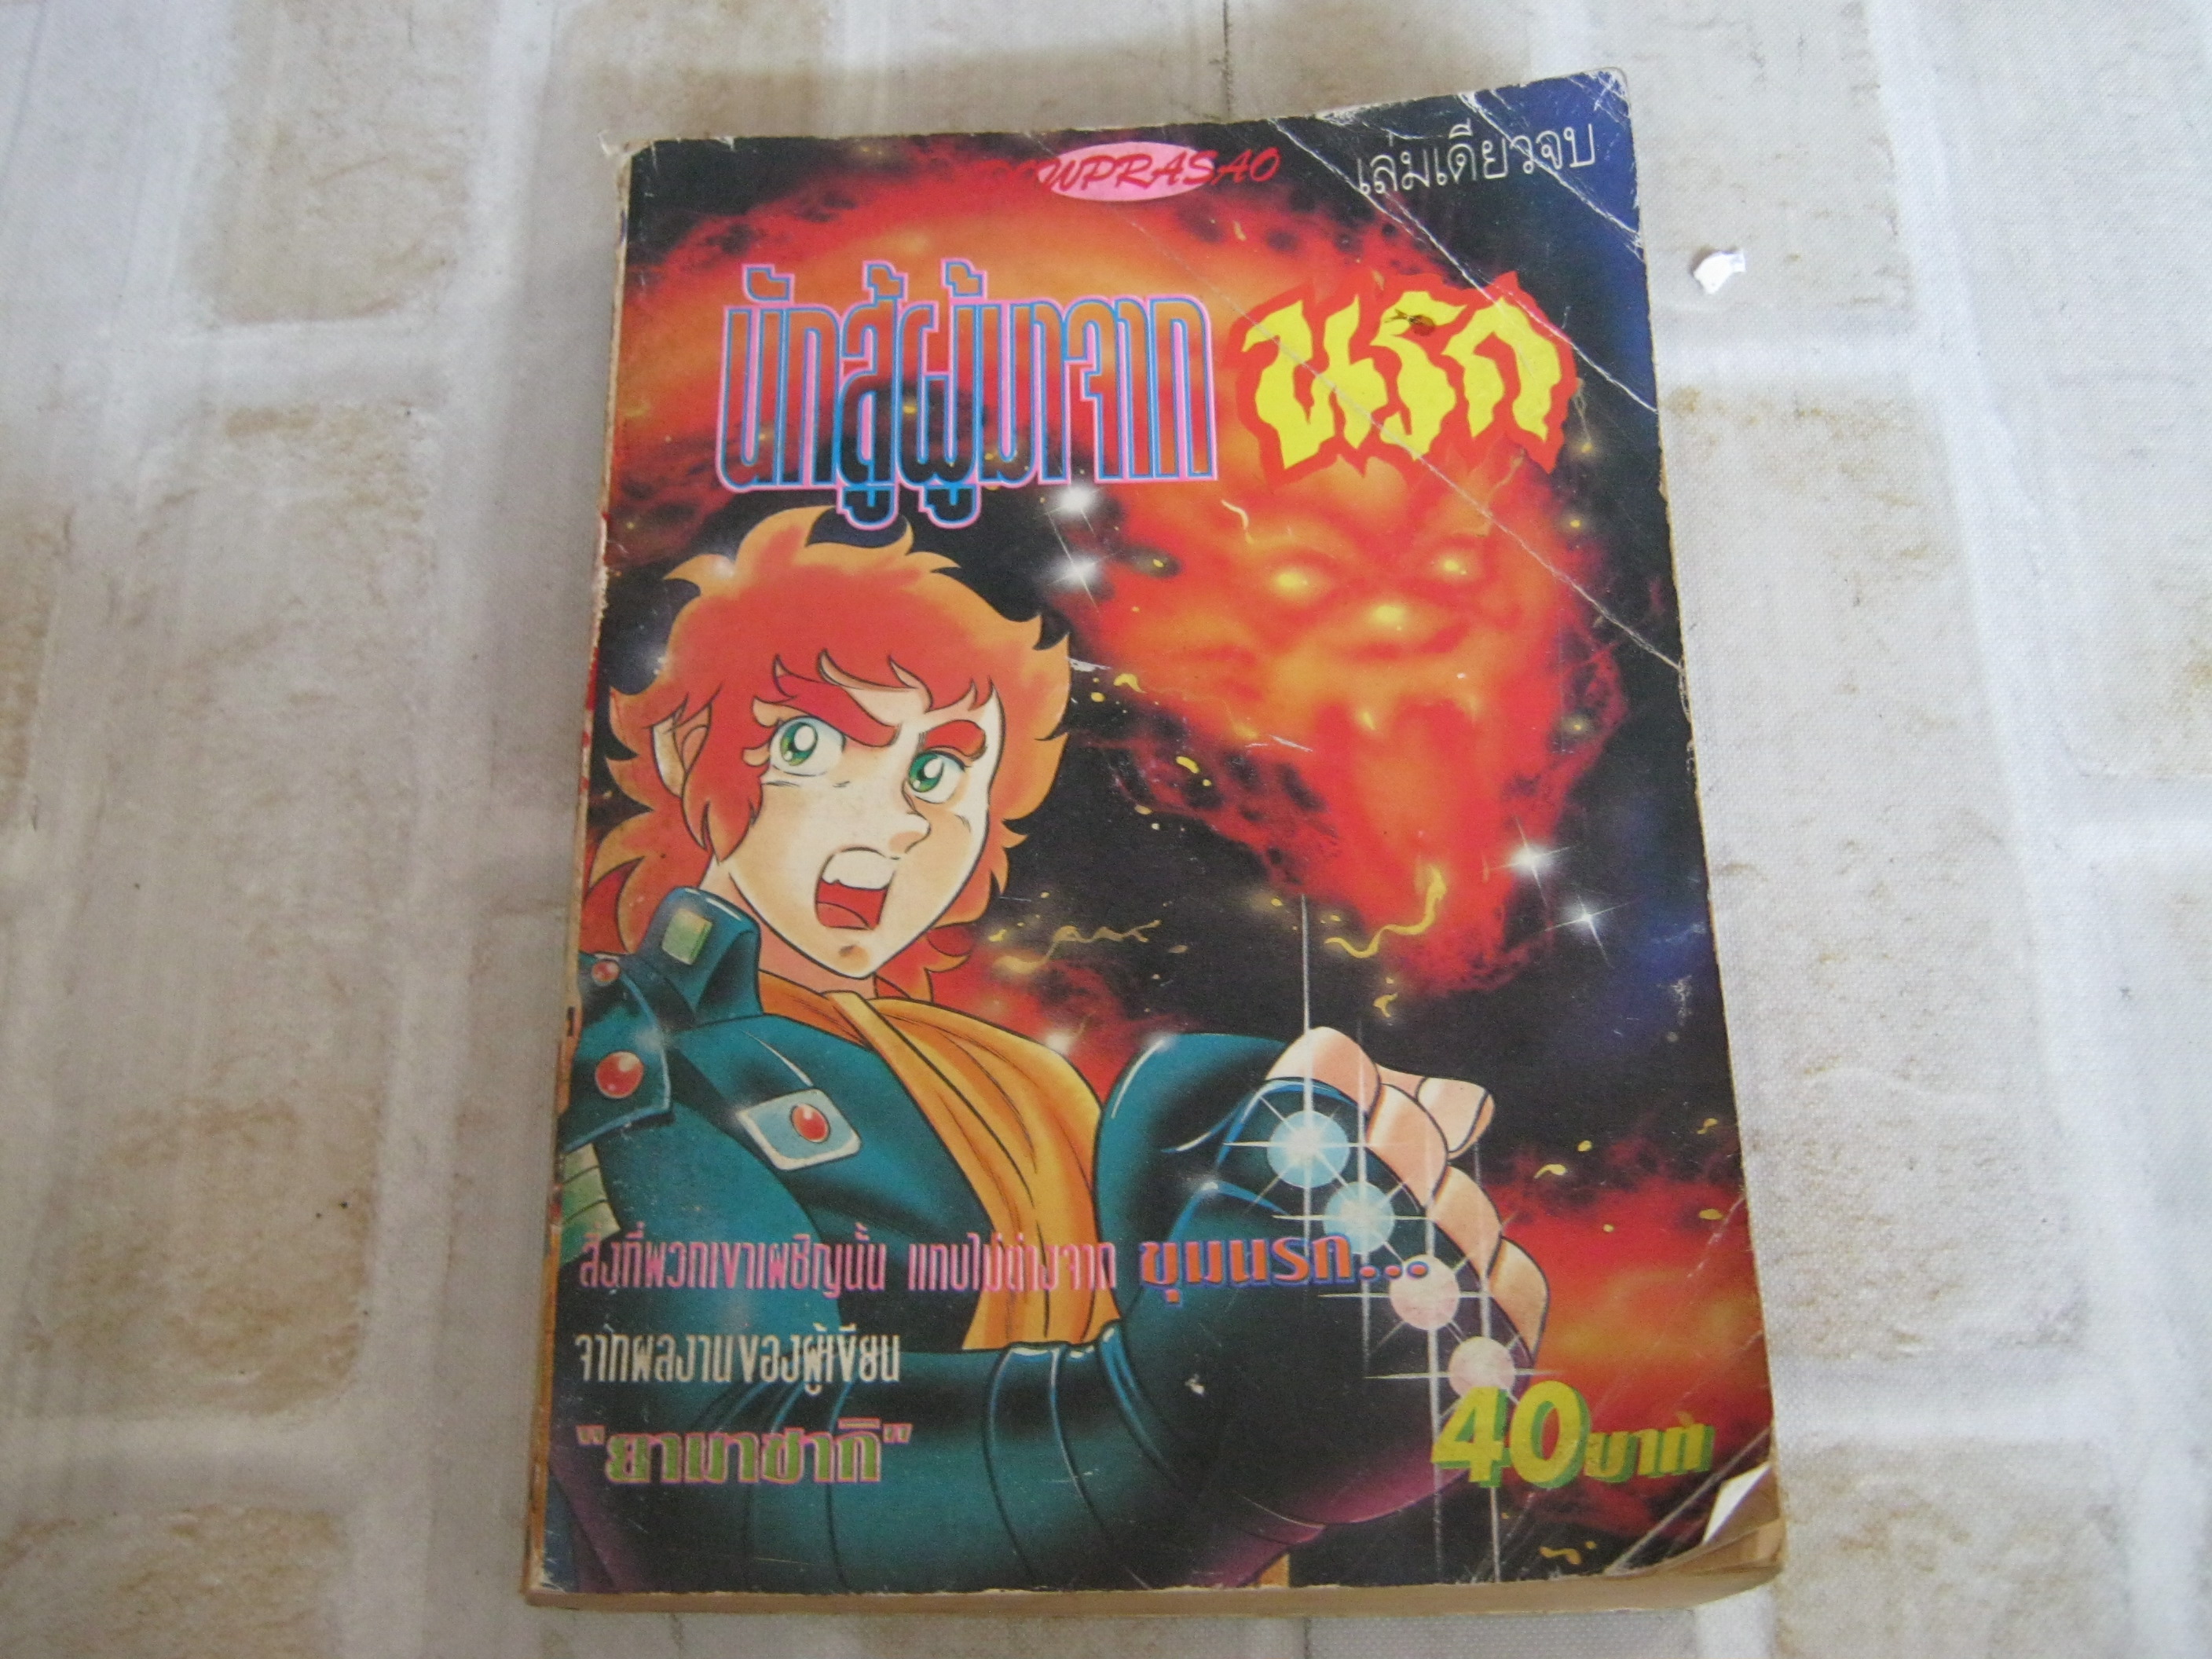 WPRASAO
เล่มเดียวจบ
นักสู้ผู้มาจาก นรก
สิ่งที่พวกเขาเผชิญนั้น แทบไม่ต่างจาก ขุมนรก...
จากผลงานของผู้เขียน
"ยามาซากิ"
40 บาท